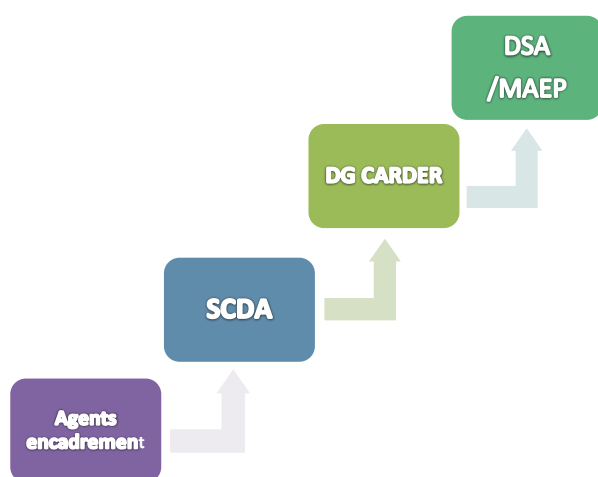 DSA
/MAEP
DG CARDER
SCDA
Agents
encadrement